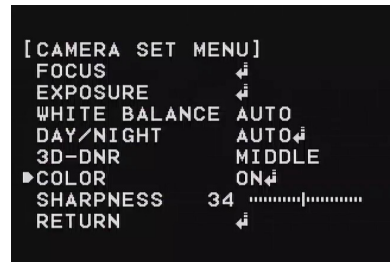 [CAMERA SET MENU]
FOCUS ↲
EXPOSURE ↲
WHITE BALANCE AUTO
DAY/NIGHT AUTO↲
3D-DNR MIDDLE
COLOR ON↲
SHARPNESS 34
RETURN ↲